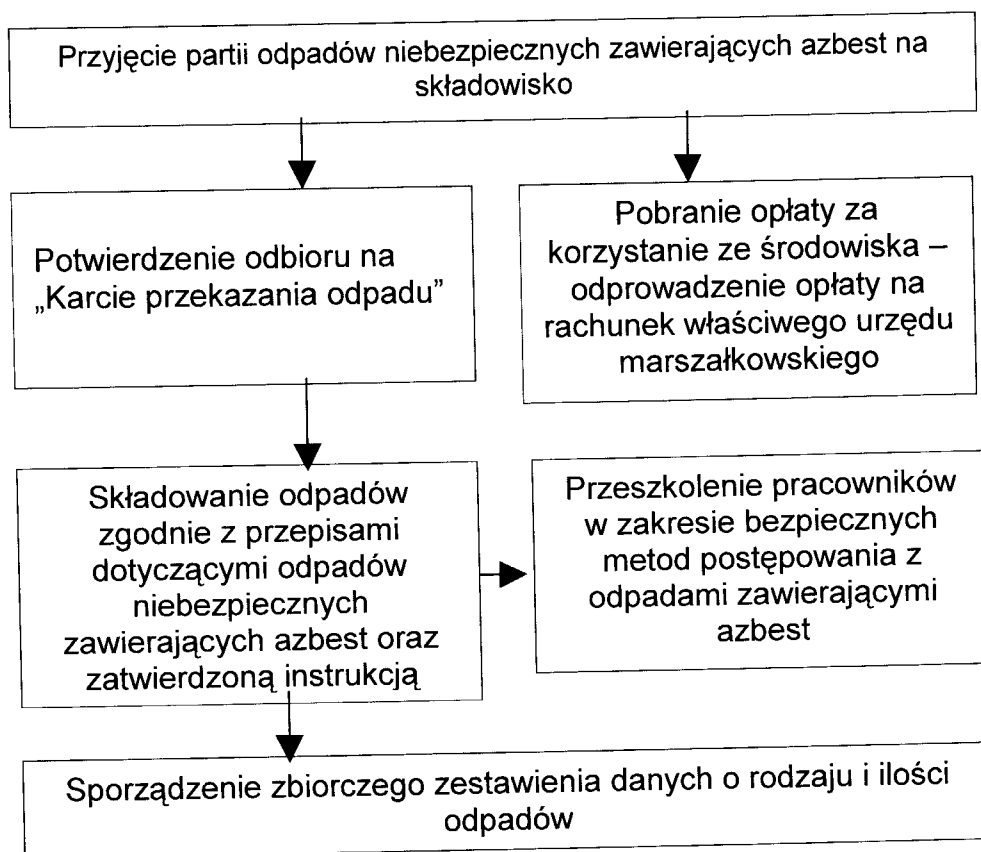 Przyjęcie partii odpadów niebezpiecznych zawierających azbest na
składowisko
Potwierdzenie odbioru na
„Karcie przekazania odpadu”
Pobranie opłaty za
korzystanie ze środowiska –
odprowadzenie opłaty na
rachunek właściwego urzędu
marszałkowskiego
Składowanie odpadów
zgodnie z przepisami
dotyczącymi odpadów
niebezpiecznych
zawierających azbest oraz
zatwierdzoną instrukcją
Przeszkolenie pracowników
w zakresie bezpiecznych
metod postępowania z
odpadami zawierającymi
azbest
Sporządzenie zbiorczego zestawienia danych o rodzaju i ilości
odpadów